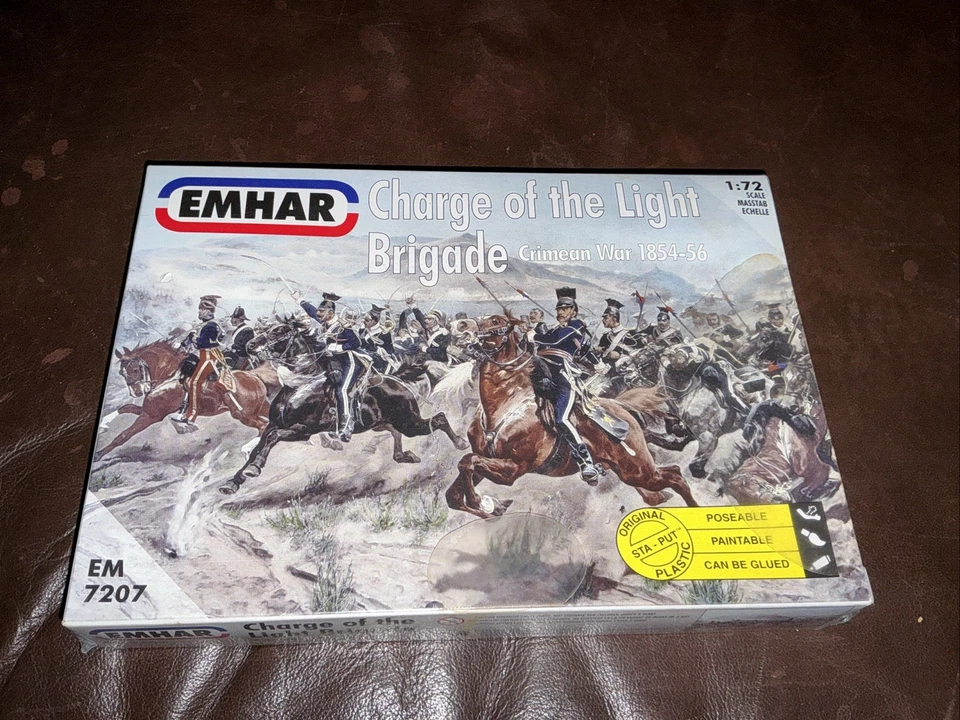 EMHAR
Charge of the Light
Brigade Crimean War 1854-56
1:72
SCALE
MASSTAB
ECHELLE
ORIGINAL
STA-PUT
PLASTIC
POSEABLE
PAINTABLE
CAN BE GLUED
EM
7207
EMHAR
Charge of the